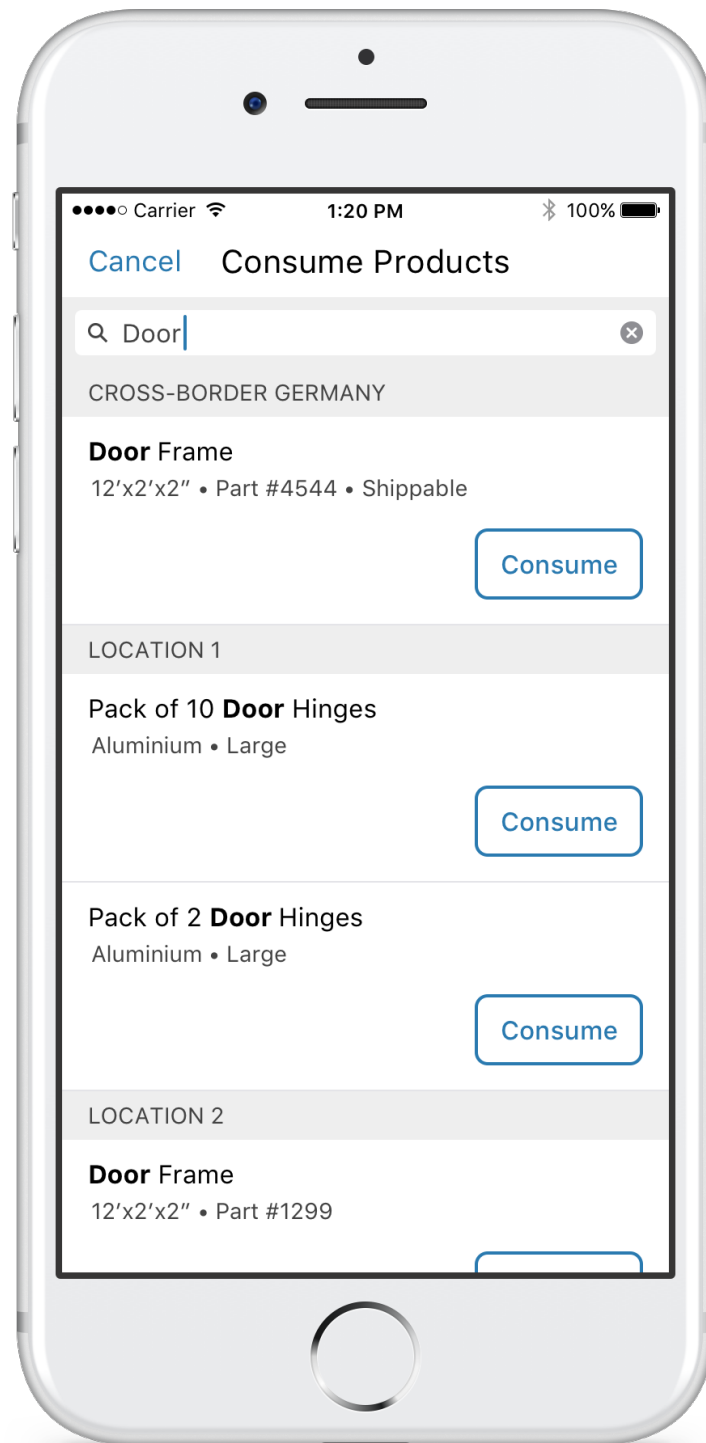 ●●●●○ Carrier 1:20 PM 100%
Cancel Consume Products
Door
CROSS-BORDER GERMANY
Door Frame
12′x2′x2″ • Part #4544 • Shippable
Consume
LOCATION 1
Pack of 10 Door Hinges
Aluminium • Large
Consume
Pack of 2 Door Hinges
Aluminium • Large
Consume
LOCATION 2
Door Frame
12′x2′x2″ • Part #1299